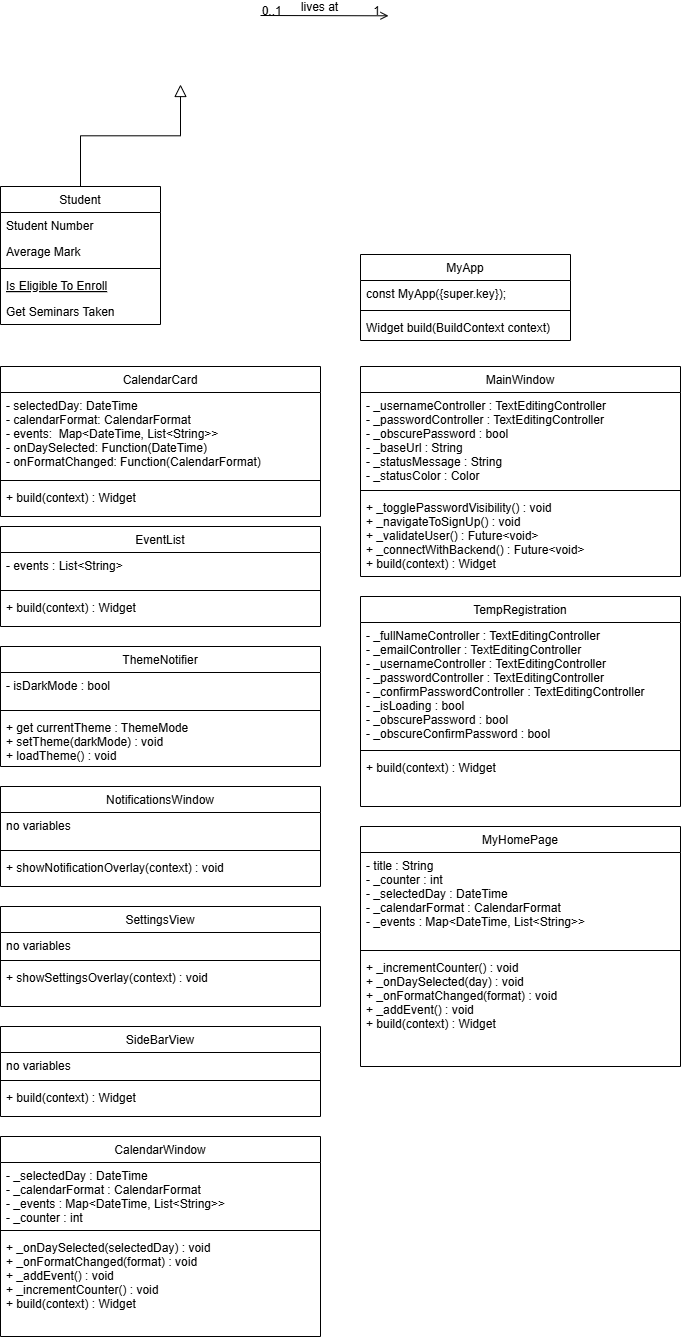 0..1 lives at 1
Student
Student Number
Average Mark
Is Eligible To Enroll
Get Seminars Taken
MyApp
const MyApp({super.key});
Widget build(BuildContext context)
CalendarCard
- selectedDay: DateTime
- calendarFormat: CalendarFormat
- events:  Map<DateTime, List<String>>
- onDaySelected: Function(DateTime)
- onFormatChanged: Function(CalendarFormat)
+ build(context) : Widget
EventList
- events : List<String>
+ build(context) : Widget
ThemeNotifier
- isDarkMode : bool
+ get currentTheme : ThemeMode
+ setTheme(darkMode) : void
+ loadTheme() : void
NotificationsWindow
no variables
+ showNotificationOverlay(context) : void
SettingsView
no variables
+ showSettingsOverlay(context) : void
SideBarView
no variables
+ build(context) : Widget
CalendarWindow
- _selectedDay : DateTime
- _calendarFormat : CalendarFormat
- _events : Map<DateTime, List<String>>
- _counter : int
+ _onDaySelected(selectedDay) : void
+ _onFormatChanged(format) : void
+ _addEvent() : void
+ _incrementCounter() : void
+ build(context) : Widget
MainWindow
- _usernameController : TextEditingController
- _passwordController : TextEditingController
- _obscurePassword : bool
- _baseUrl : String
- _statusMessage : String
- _statusColor : Color
+ _togglePasswordVisibility() : void
+ _navigateToSignUp() : void
+ _validateUser() : Future<void>
+ _connectWithBackend() : Future<void>
+ build(context) : Widget
TempRegistration
- _fullNameController : TextEditingController
- _emailController : TextEditingController
- _usernameController : TextEditingController
- _passwordController : TextEditingController
- _confirmPasswordController : TextEditingController
- _isLoading : bool
- _obscurePassword : bool
- _obscureConfirmPassword : bool
+ build(context) : Widget
MyHomePage
- title : String
- _counter : int
- _selectedDay : DateTime
- _calendarFormat : CalendarFormat
- _events : Map<DateTime, List<String>>
+ _incrementCounter() : void
+ _onDaySelected(day) : void
+ _onFormatChanged(format) : void
+ _addEvent() : void
+ build(context) : Widget